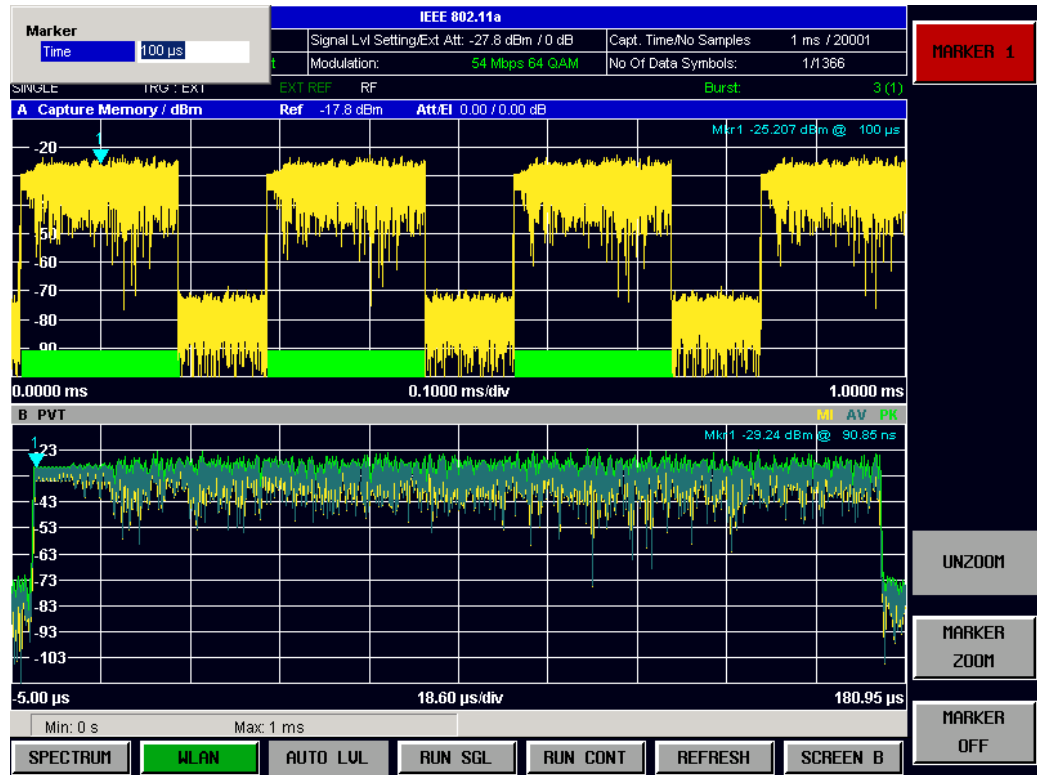 IEEE 802.11a
Marker
Time 100 µs
Signal Lvl Setting/Ext Att: -27.8 dBm / 0 dB
Capt. Time/No Samples 1 ms / 20001
MARKER 1
Modulation: 54 Mbps 64 QAM
No Of Data Symbols: 1/1366
SINGLE TRG : EXT EXT REF RF Burst: 3 (1)
A Capture Memory / dBm Ref -17.8 dBm Att/El 0.00 / 0.00 dB
Mkr1 -25.207 dBm @ 100 µs
1
-20
-50
-60
-70
-80
-90
0.0000 ms 0.1000 ms/div 1.0000 ms
B PVT MI AV PK
Mkr1 -29.24 dBm @ 90.85 ns
1
-23
-43
-53
-63
-73
-83
-93
-103
UNZOOM
MARKER
ZOOM
-5.00 µs 18.60 µs/div 180.95 µs
Min: 0 s Max: 1 ms
MARKER
OFF
SPECTRUM WLAN AUTO LVL RUN SGL RUN CONT REFRESH SCREEN B